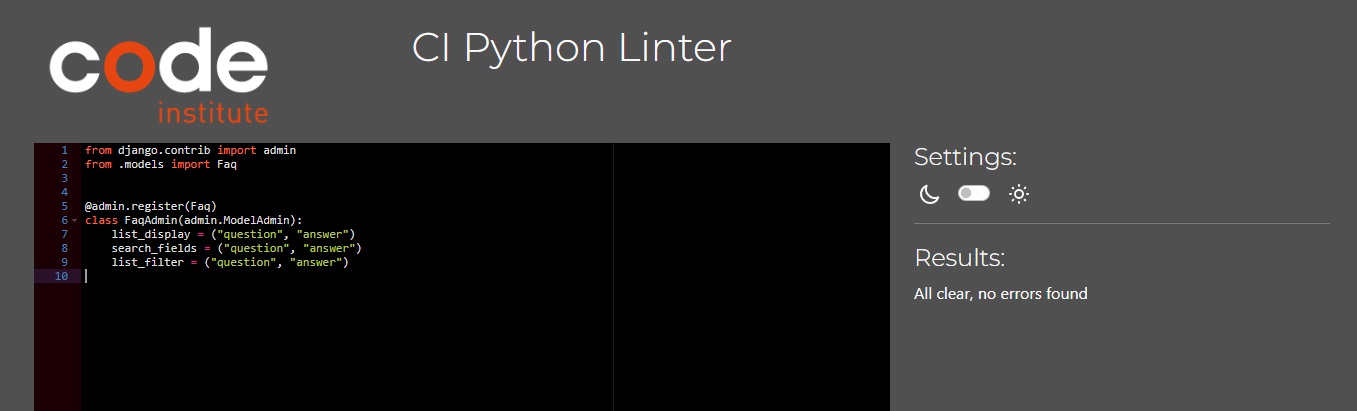 code
institute
CI Python Linter
1 from django.contrib import admin
2 from .models import Faq
3
4
5 @admin.register(Faq)
6 class FaqAdmin(admin.ModelAdmin):
7     list_display = ("question", "answer")
8     search_fields = ("question", "answer")
9     list_filter = ("question", "answer")
10
Settings:
Results:
All clear, no errors found